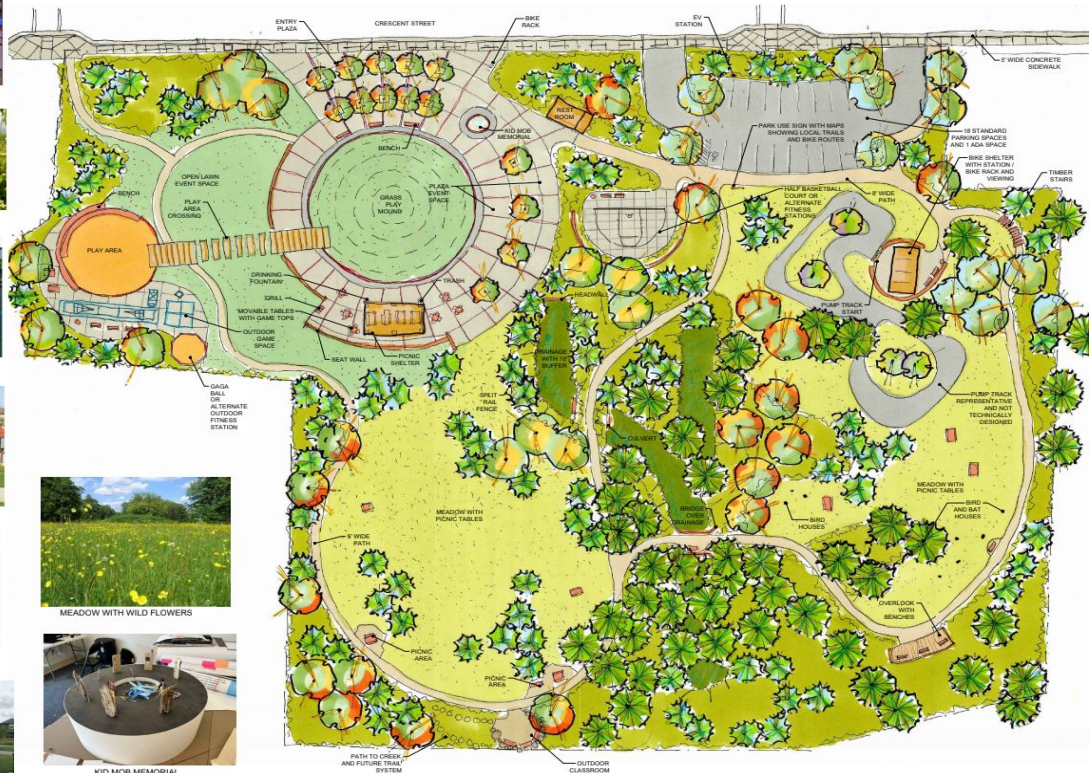 ENTRY
PLAZA
CRESCENT STREET
BIKE
RACK
EV
STATION
5' WIDE CONCRETE
SIDEWALK
REST
ROOM
KID MOB
MEMORIAL
BENCH
PARK USE SIGN WITH MAPS
SHOWING LOCAL TRAILS
AND BIKE ROUTES
18 STANDARD
PARKING SPACES
AND 1 ADA SPACE
BIKE SHELTER
WITH STATION /
BIKE RACK AND
VIEWING
TIMBER
STAIRS
OPEN LAWN
EVENT SPACE
BENCH
PLAY
AREA
CROSSING
GRASS
PLAY
MOUND
PLAZA
EVENT
SPACE
HALF BASKETBALL
COURT OR
ALTERNATE
FITNESS
STATIONS
8' WIDE
PATH
PLAY AREA
DRINKING
FOUNTAIN
TRASH
GRILL
MOVABLE TABLES
WITH GAME TOPS
OUTDOOR
GAME
SPACE
SEAT WALL
PICNIC
SHELTER
HEADWALL
PUMP TRACK
START
DRAINAGE
WITH 10'
BUFFER
GAGA
BALL
OR
ALTERNATE
OUTDOOR
FITNESS
STATION
SPLIT
RAIL
FENCE
PUMP TRACK
REPRESENTATIVE
AND NOT
TECHNICALLY
DESIGNED
CULVERT
MEADOW WITH
PICNIC TABLES
BRIDGE
OVER
DRAINAGE
BIRD
HOUSES
MEADOW WITH
PICNIC TABLES
BIRD
AND BAT
HOUSES
5' WIDE
PATH
MEADOW WITH WILD FLOWERS
OVERLOOK
WITH
BENCHES
PICNIC
AREA
PICNIC
AREA
PATH TO CREEK
AND FUTURE TRAIL
SYSTEM
OUTDOOR
CLASSROOM
KID MOB MEMORIAL